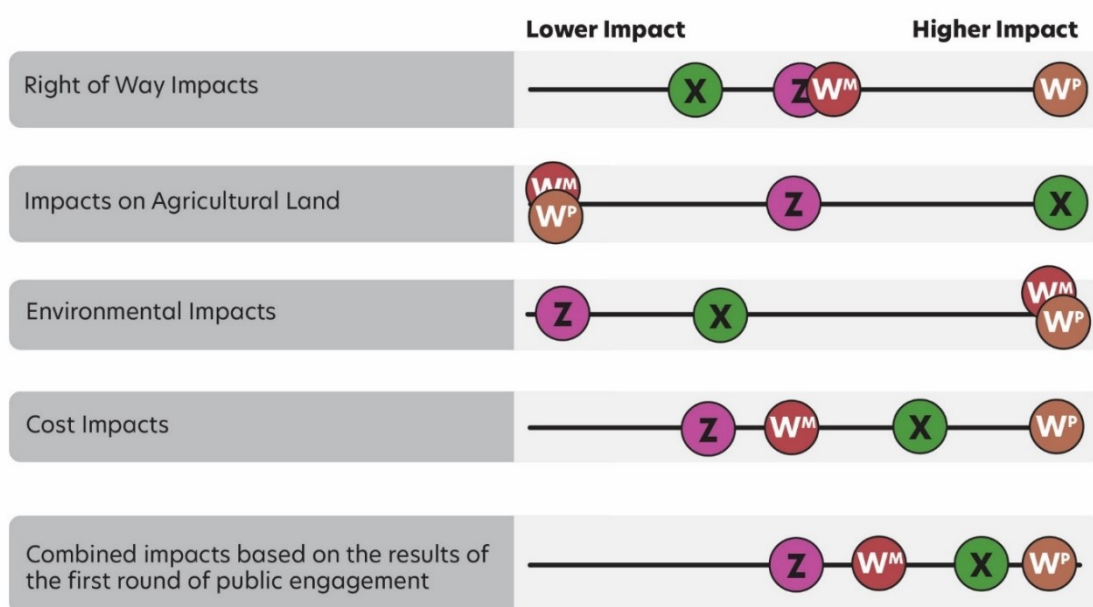 Lower Impact Higher Impact
Right of Way Impacts
X Z WM WP
Impacts on Agricultural Land
WM
WP Z X
Environmental Impacts
Z X WM
WP
Cost Impacts
Z WM X WP
Combined impacts based on the results of
the first round of public engagement
Z WM X WP